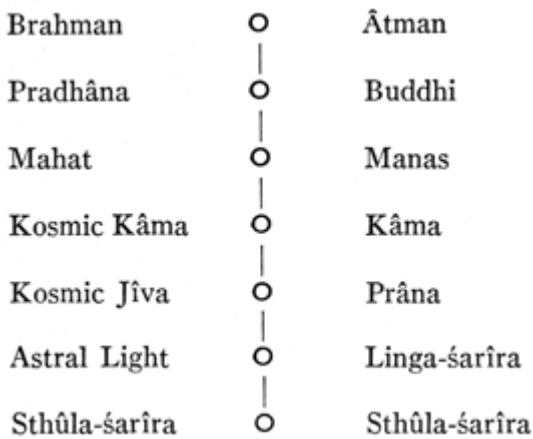 Brahman Âtman
Pradhâna Buddhi
Mahat Manas
Kosmic Kâma Kâma
Kosmic Jîva Prâna
Astral Light Linga-śarîra
Sthûla-śarîra Sthûla-śarîra